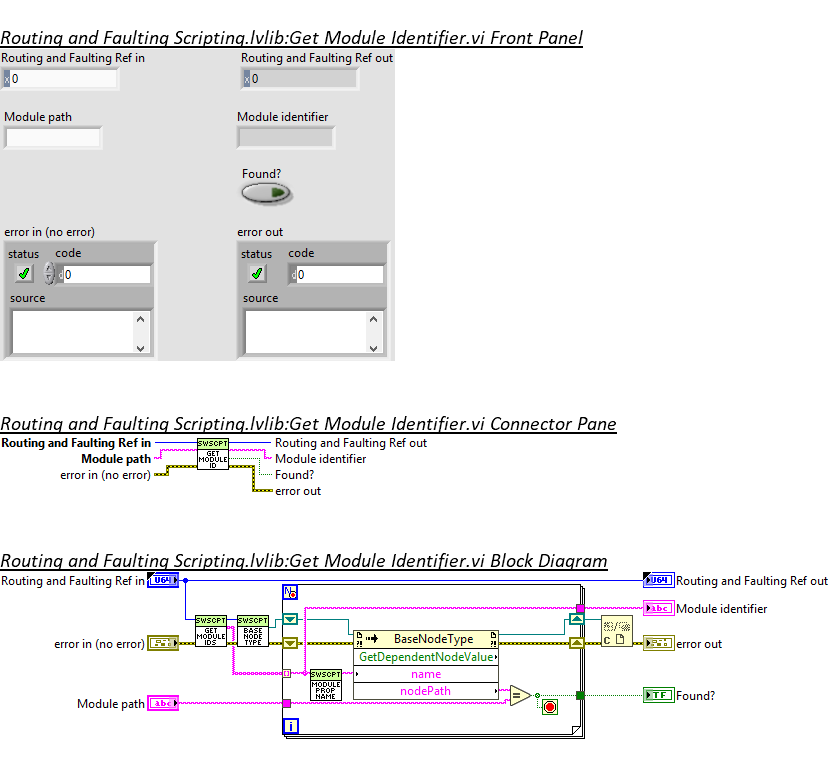 Routing and Faulting Scripting.lvlib:Get Module Identifier.vi Front Panel
Routing and Faulting Ref in
Routing and Faulting Ref out
x 0
x 0
Module path
Module identifier
Found?
error in (no error)
error out
status code
status code
d 0
d 0
source
source
Routing and Faulting Scripting.lvlib:Get Module Identifier.vi Connector Pane
Routing and Faulting Ref in
SWSCPT
GET
MODULE
ID
Routing and Faulting Ref out
Module path
Module identifier
error in (no error)
Found?
error out
Routing and Faulting Scripting.lvlib:Get Module Identifier.vi Block Diagram
Routing and Faulting Ref in
U64
N
U64
Routing and Faulting Ref out
abc
Module identifier
SWSCPT
GET
MODULE
IDS
SWSCPT
BASE
NODE
TYPE
error in (no error)
BaseNodeType
GetDependentNodeValue
name
nodePath
SWSCPT
MODULE
PROP
NAME
C
error out
Module path
abc
=
TF
Found?
i